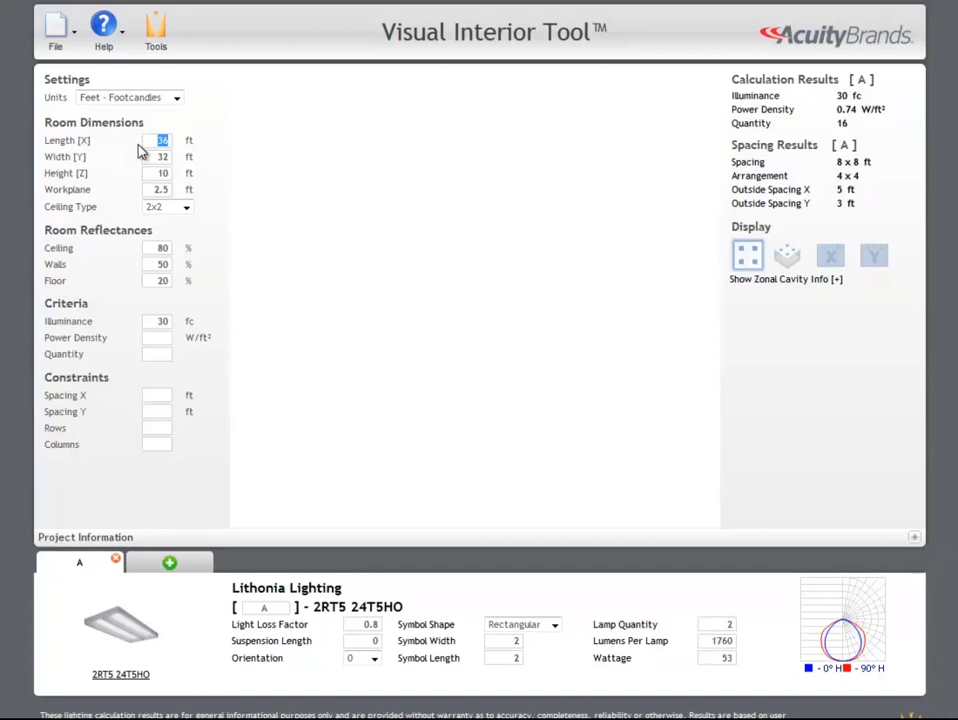 File
Help
Tools
Visual Interior Tool™
AcuityBrands.
Settings
Units Feet - Footcandles
Room Dimensions
Length [X] 36 ft
Width [Y] 32 ft
Height [Z] 10 ft
Workplane 2.5 ft
Ceiling Type 2x2
Room Reflectances
Ceiling 80 %
Walls 50 %
Floor 20 %
Criteria
Illuminance 30 fc
Power Density W/ft²
Quantity
Constraints
Spacing X ft
Spacing Y ft
Rows
Columns
Calculation Results [ A ]
Illuminance 30 fc
Power Density 0.74 W/ft²
Quantity 16
Spacing Results [ A ]
Spacing 8 x 8 ft
Arrangement 4 x 4
Outside Spacing X 5 ft
Outside Spacing Y 3 ft
Display
X Y
Show Zonal Cavity Info [+]
Project Information
A
2RT5 24T5HO
Lithonia Lighting
[ A ] - 2RT5 24T5HO
Light Loss Factor 0.8 Symbol Shape Rectangular Lamp Quantity 2
Suspension Length 0 Symbol Width 2 Lumens Per Lamp 1760
Orientation 0 Symbol Length 2 Wattage 53
- 0° H - 90° H
These lighting calculation results are for general informational purposes only and are provided without warranty as to accuracy, completeness, reliability or otherwise. Results are based on user